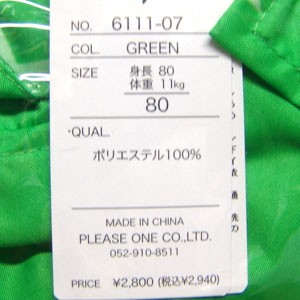 NO. 6111-07
COL. GREEN
SIZE 身長 80
体重 11kg
80
・QUAL.
ポリエステル100%
MADE IN CHINA
PLEASE ONE CO.,LTD.
052-910-8511
PRICE ¥2,800 (税込¥2,940)